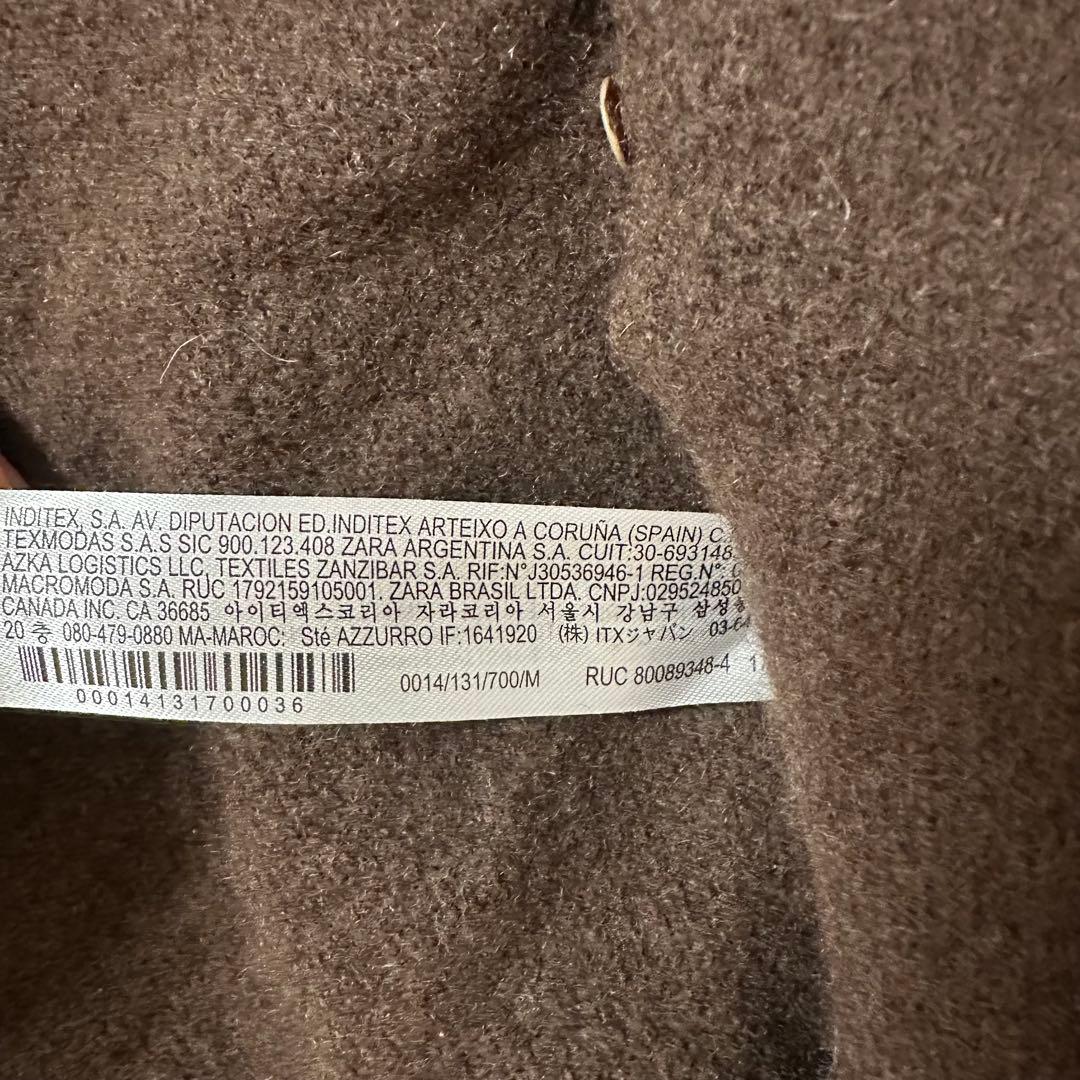 INDITEX, S.A. AV. DIPUTACION ED.INDITEX ARTEIXO A CORUÑA (SPAIN) C
TEXMODAS S.A.S SIC 900.123.408 ZARA ARGENTINA S.A. CUIT:30-693148
AZKA LOGISTICS LLC, TEXTILES ZANZIBAR S.A. RIF:N°J30536946-1 REG.N°:
MACROMODA S.A. RUC 1792159105001. ZARA BRASIL LTDA. CNPJ:029524850
CANADA INC. CA 36685 아이티엑스코리아 자라코리아 서울시 강남구 삼성
20 층 080-479-0880 MA-MAROC: Sté AZZURRO IF:1641920 (株) ITXジャパン 03-6
0014/131/700/M RUC 80089348-4
00014131700036